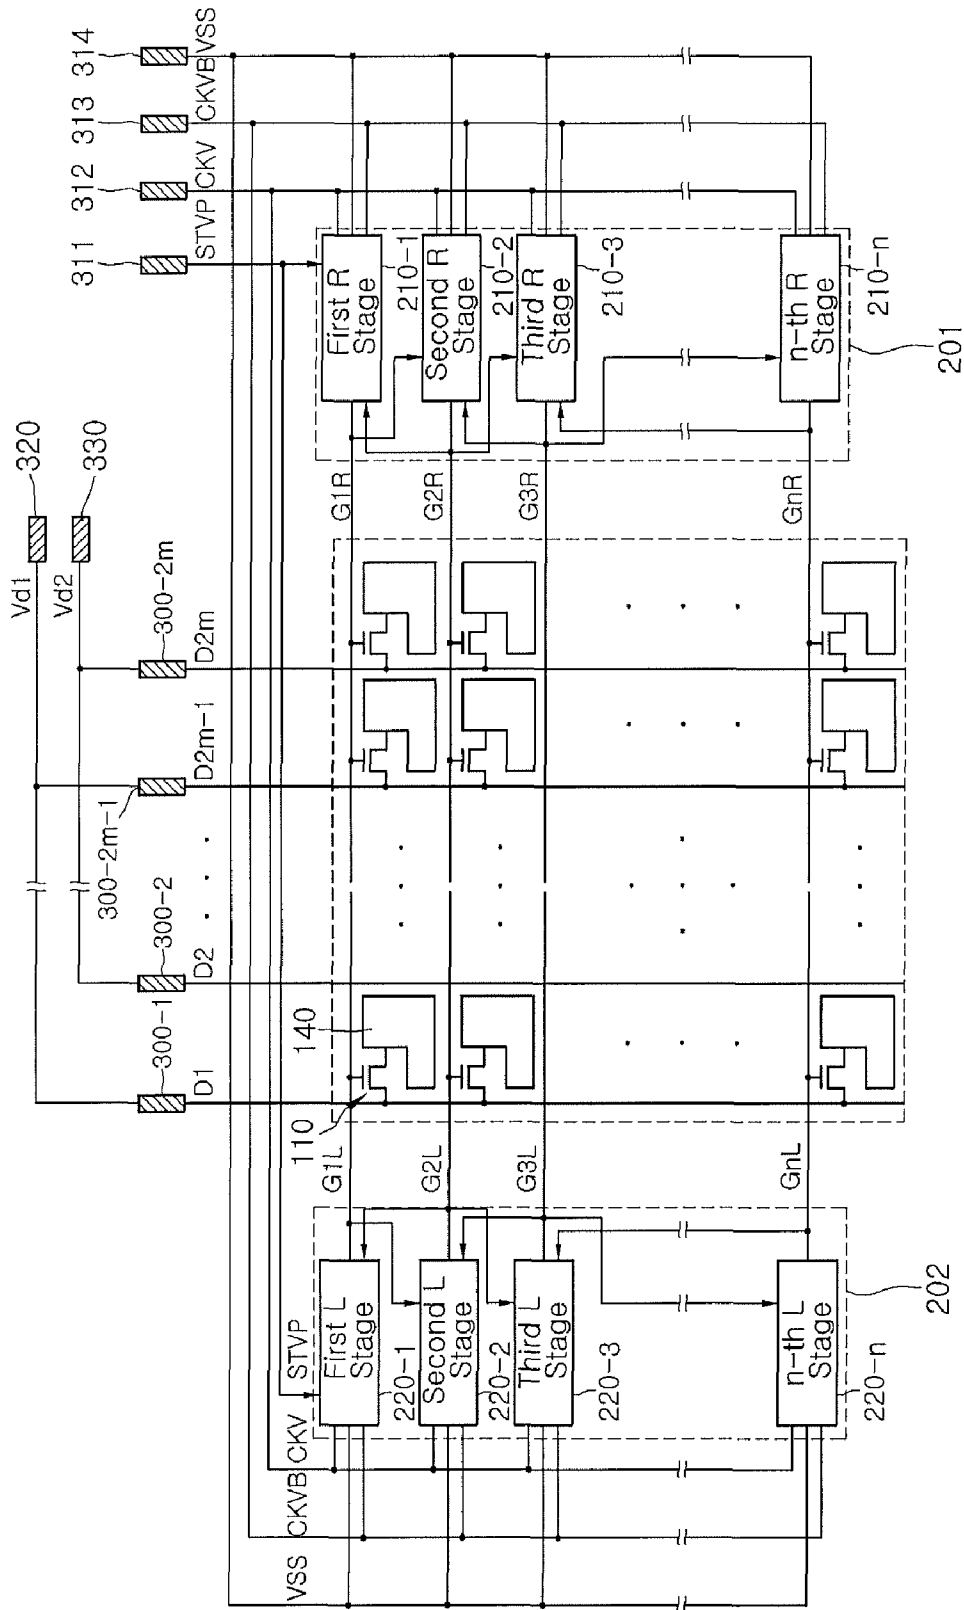 320
330
Vd1
Vd2
300-1
300-2
300-2m-1
300-2m
311
312
313
314
D1
D2
D2m-1
D2m
STVP
CKV
CKVB
VSS
VSS
CKVB
CKV
STVP
First L
Stage
220-1
G1L
110
140
G1R
First R
Stage
210-1
Second L
Stage
220-2
G2L
G2R
Second R
Stage
210-2
Third L
Stage
220-3
G3L
G3R
Third R
Stage
210-3
n-th L
Stage
220-n
GnL
GnR
n-th R
Stage
210-n
202
201